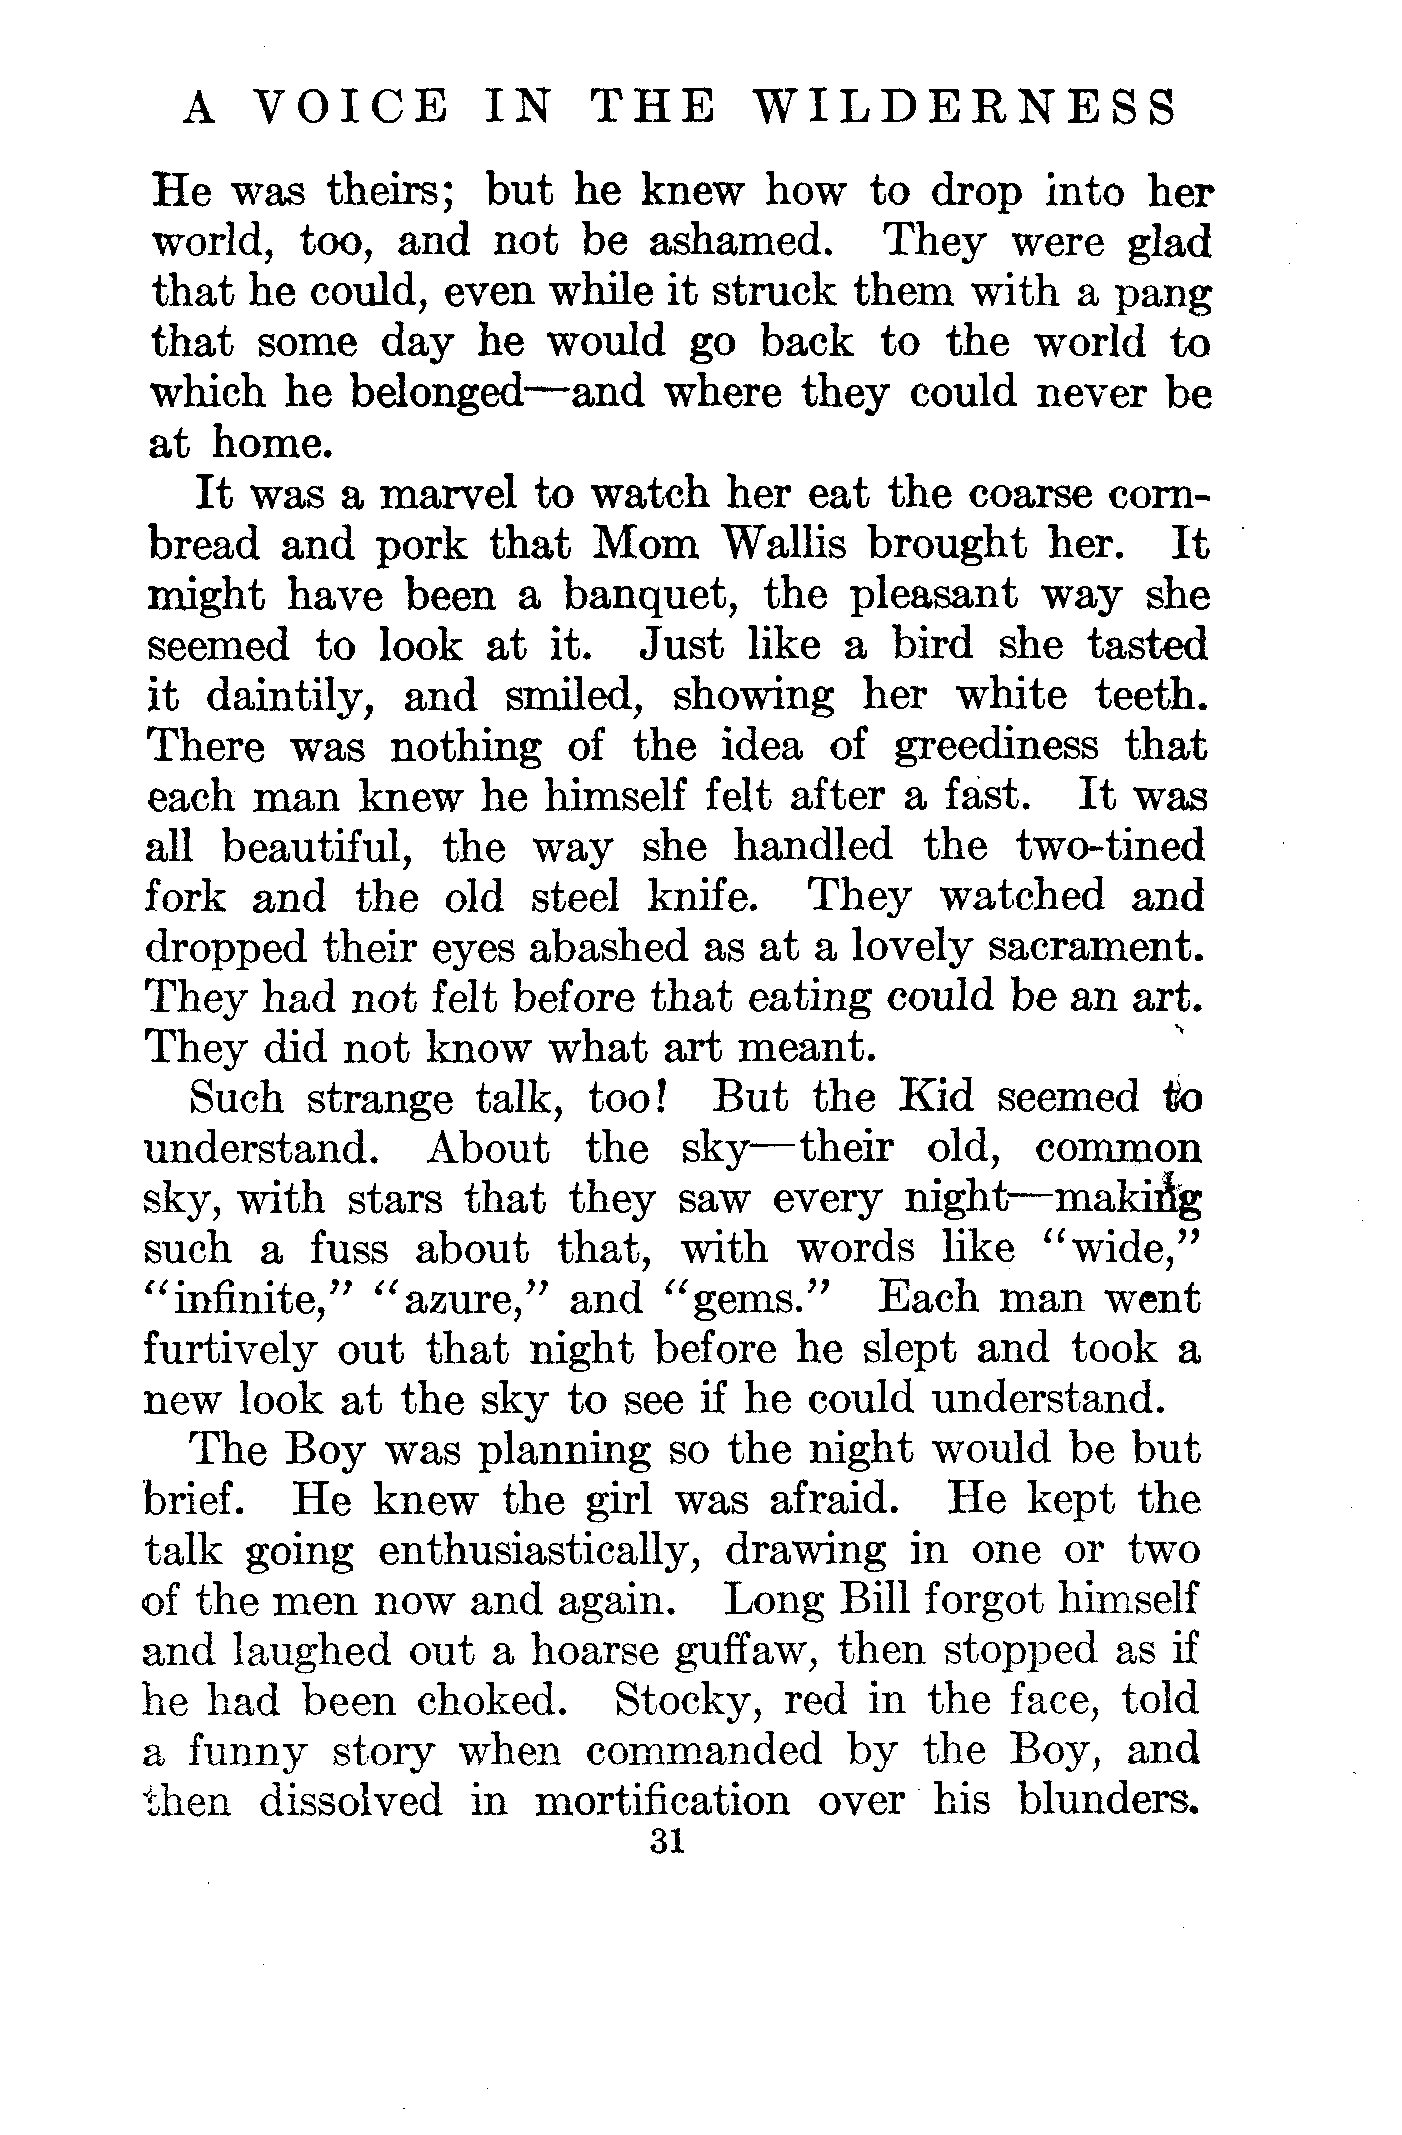 A VOICE IN THE WILDERNESS
He was theirs; but he knew how to drop into her
world, too, and not be ashamed. They were glad
that he could, even while it struck them with a pang
that some day he would go back to the world to
which he belonged—and where they could never be
at home.
It was a marvel to watch her eat the coarse corn-
bread and pork that Mom Wallis brought her. It
might have been a banquet, the pleasant way she
seemed to look at it. Just like a bird she tasted
it daintily, and smiled, showing her white teeth.
There was nothing of the idea of greediness that
each man knew he himself felt after a fast. It was
all beautiful, the way she handled the two-tined
fork and the old steel knife. They watched and
dropped their eyes abashed as at a lovely sacrament.
They had not felt before that eating could be an art.
They did not know what art meant.
Such strange talk, too! But the Kid seemed to
understand. About the sky—their old, common
sky, with stars that they saw every night—making
such a fuss about that, with words like “wide,”
“infinite,” “azure,” and “gems.” Each man went
furtively out that night before he slept and took a
new look at the sky to see if he could understand.
The Boy was planning so the night would be but
brief. He knew the girl was afraid. He kept the
talk going enthusiastically, drawing in one or two
of the men now and again. Long Bill forgot himself
and laughed out a hoarse guffaw, then stopped as if
he had been choked. Stocky, red in the face, told
a funny story when commanded by the Boy, and
then dissolved in mortification over his blunders.
31